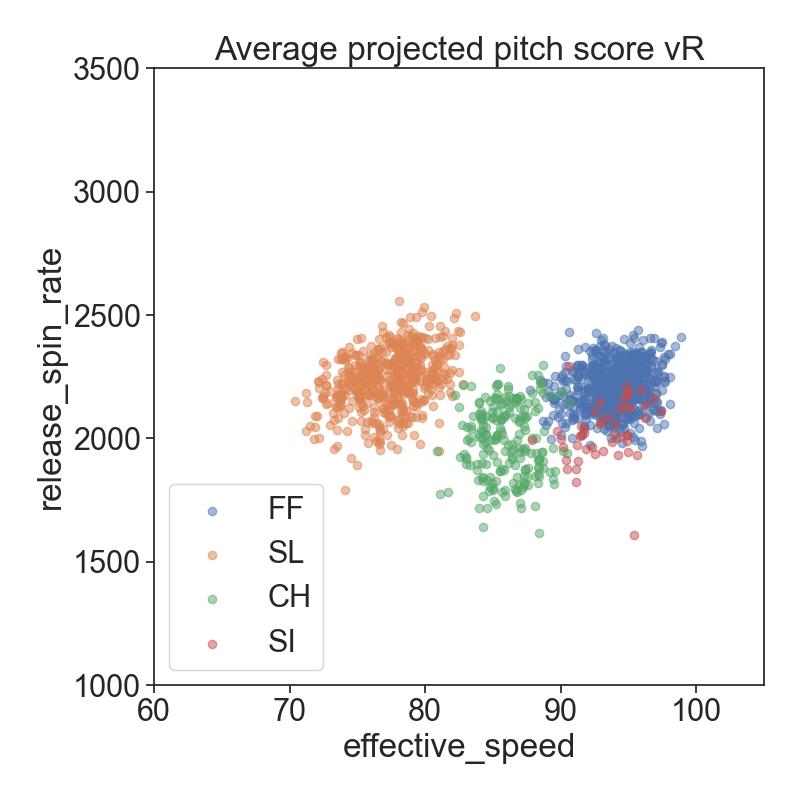 Average projected pitch score vR
release_spin_rate
3500
3000
2500
2000
1500
1000
FF
SL
CH
SI
60 70 80 90 100
effective_speed